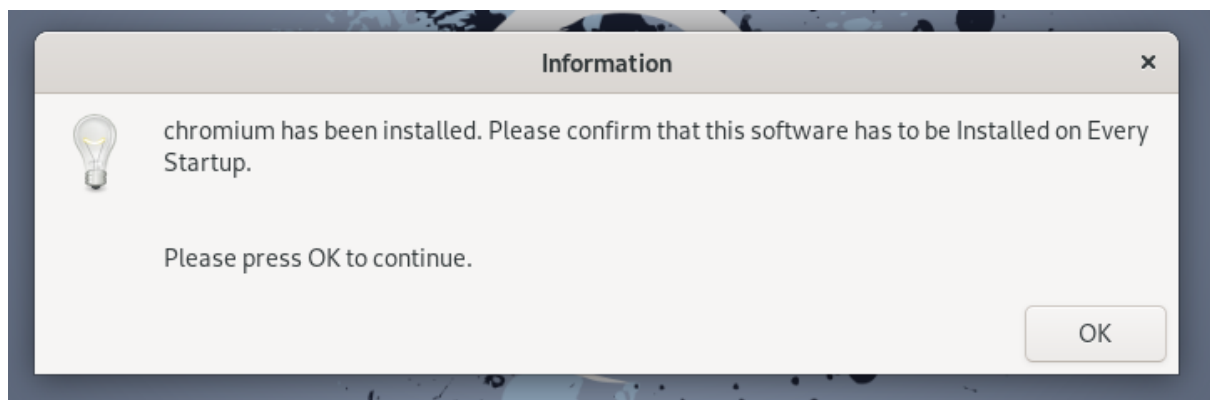 Information
chromium has been installed. Please confirm that this software has to be Installed on Every
Startup.
Please press OK to continue.
OK